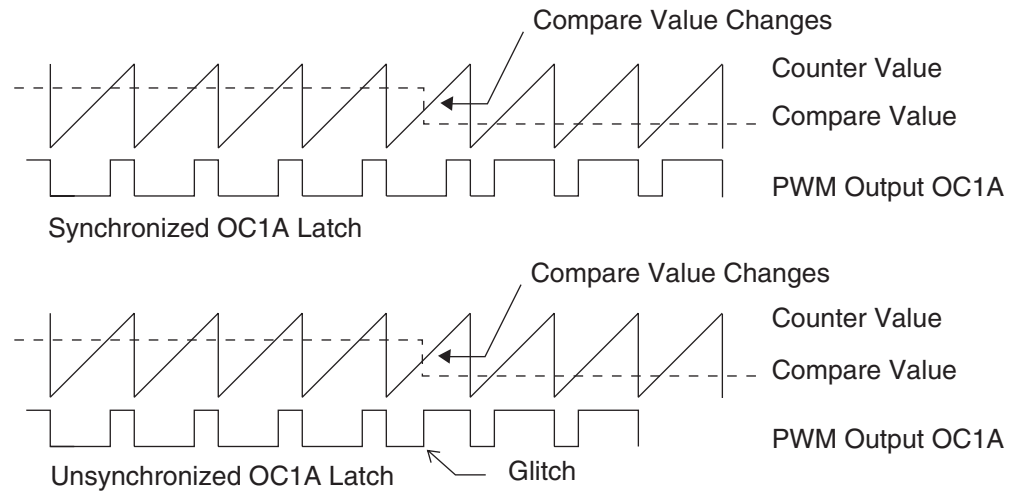 Compare Value Changes
Counter Value
Compare Value
PWM Output OC1A
Synchronized OC1A Latch
Compare Value Changes
Counter Value
Compare Value
PWM Output OC1A
Unsynchronized OC1A Latch
Glitch